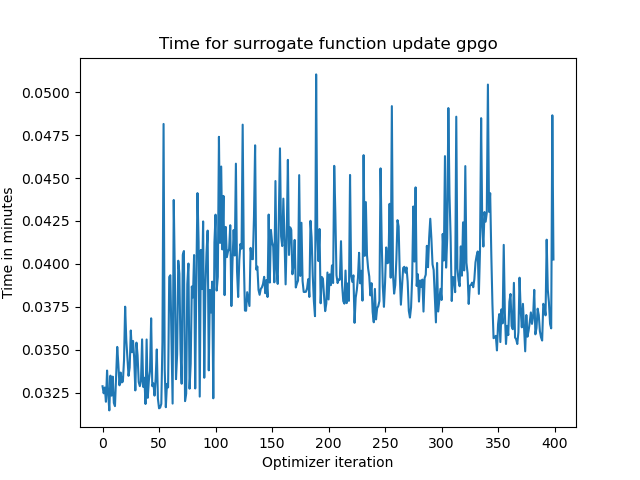 Time for surrogate function update gpgo
0.0500
0.0475
0.0450
0.0425
0.0400
0.0375
0.0350
0.0325
Time in minutes
0 50 100 150 200 250 300 350 400
Optimizer iteration